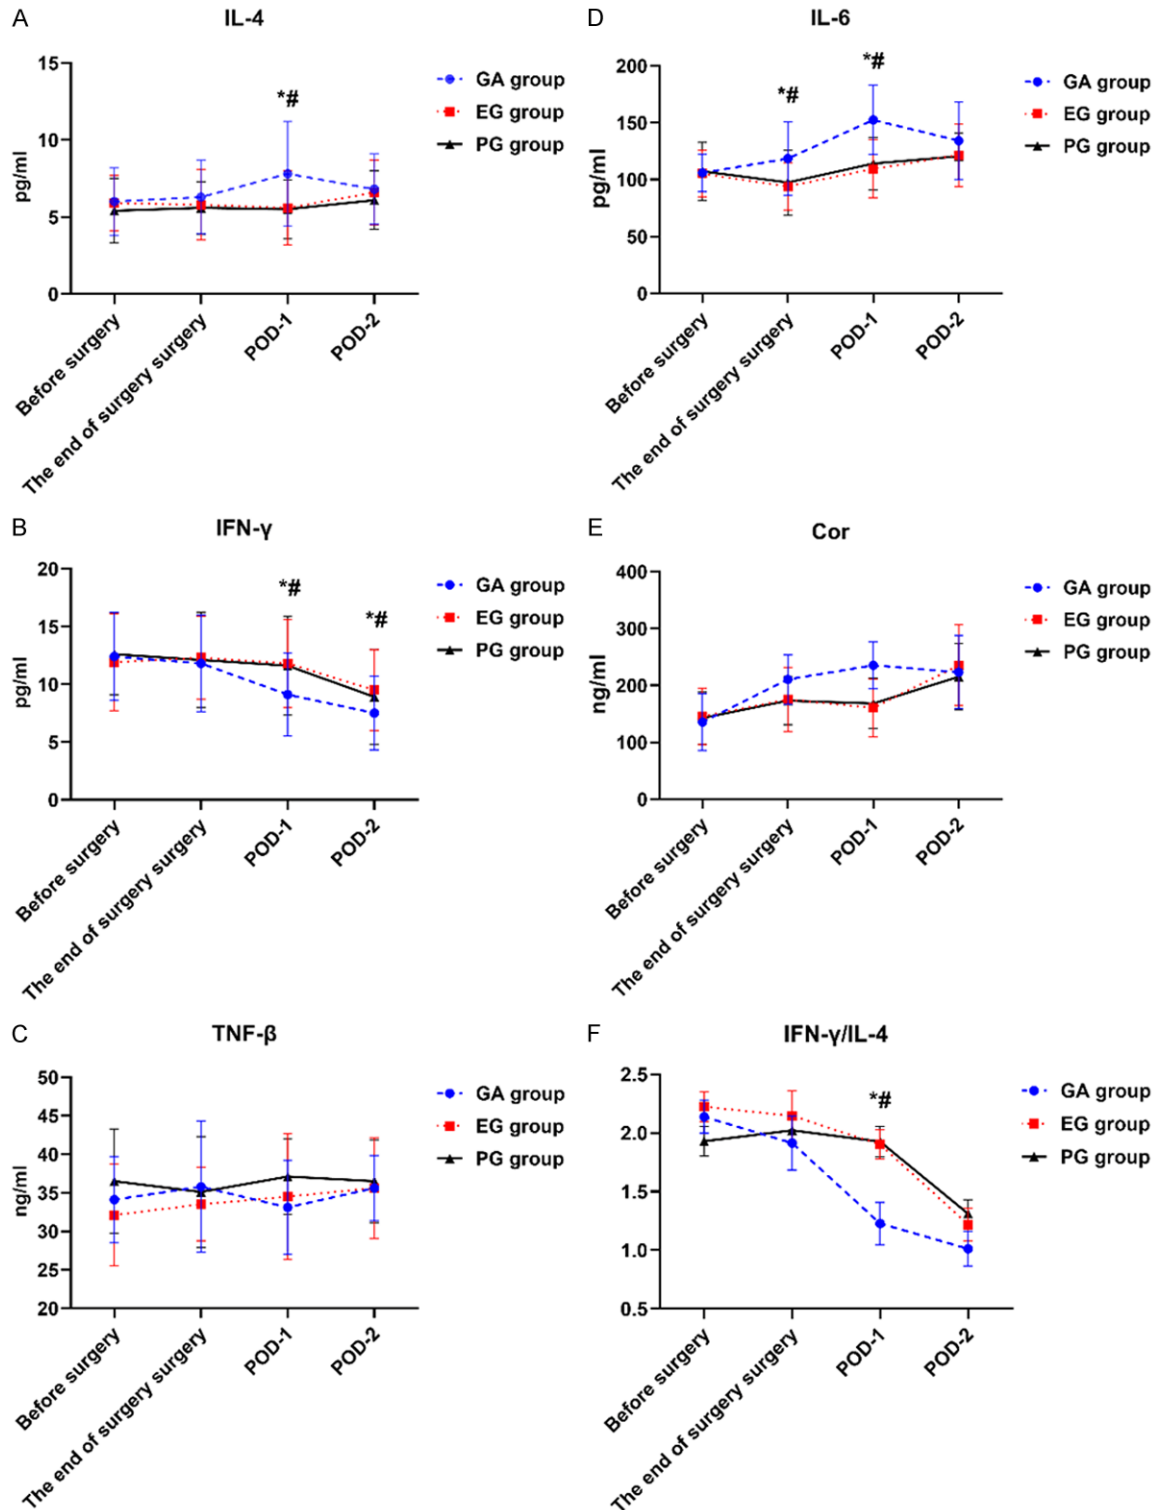 A
IL-4
15
10
5
0
pg/ml
*#
GA group
EG group
PG group
Before surgery
The end of surgery surgery
POD-1
POD-2
D
IL-6
200
150
100
50
0
pg/ml
*#
*#
GA group
EG group
PG group
Before surgery
The end of surgery surgery
POD-1
POD-2
B
IFN-γ
20
15
10
5
0
pg/ml
*#
*#
GA group
EG group
PG group
Before surgery
The end of surgery surgery
POD-1
POD-2
E
Cor
400
300
200
100
0
ng/ml
GA group
EG group
PG group
Before surgery
The end of surgery surgery
POD-1
POD-2
C
TNF-β
50
45
40
35
30
25
20
ng/ml
GA group
EG group
PG group
Before surgery
The end of surgery surgery
POD-1
POD-2
F
IFN-γ/IL-4
2.5
2.0
1.5
1.0
0.5
*#
GA group
EG group
PG group
Before surgery
The end of surgery surgery
POD-1
POD-2